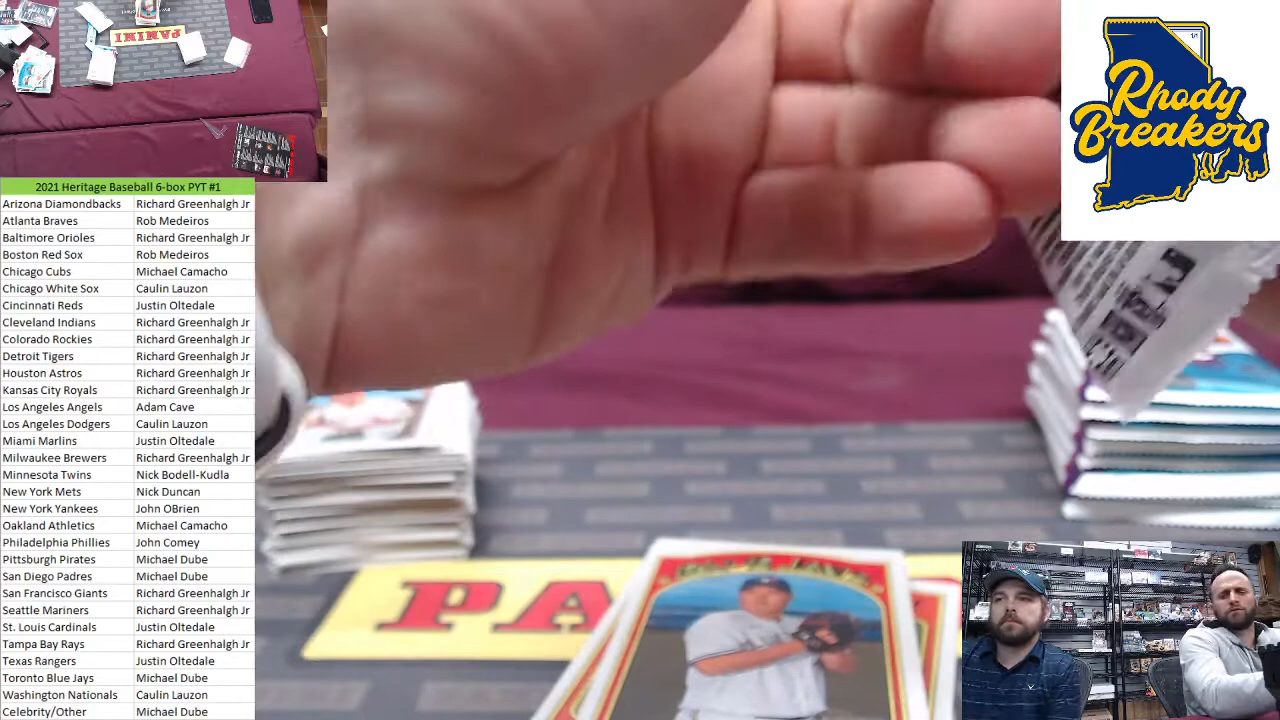 PANINI
2021 Heritage Baseball 6-box PYT #1
Arizona Diamondbacks Richard Greenhalgh Jr
Atlanta Braves Rob Medeiros
Baltimore Orioles Richard Greenhalgh Jr
Boston Red Sox Rob Medeiros
Chicago Cubs Michael Camacho
Chicago White Sox Caulin Lauzon
Cincinnati Reds Justin Oltedale
Cleveland Indians Richard Greenhalgh Jr
Colorado Rockies Richard Greenhalgh Jr
Detroit Tigers Richard Greenhalgh Jr
Houston Astros Richard Greenhalgh Jr
Kansas City Royals Richard Greenhalgh Jr
Los Angeles Angels Adam Cave
Los Angeles Dodgers Caulin Lauzon
Miami Marlins Justin Oltedale
Milwaukee Brewers Richard Greenhalgh Jr
Minnesota Twins Nick Bodell-Kudla
New York Mets Nick Duncan
New York Yankees John OBrien
Oakland Athletics Michael Camacho
Philadelphia Phillies John Comey
Pittsburgh Pirates Michael Dube
San Diego Padres Michael Dube
San Francisco Giants Richard Greenhalgh Jr
Seattle Mariners Richard Greenhalgh Jr
St. Louis Cardinals Justin Oltedale
Tampa Bay Rays Richard Greenhalgh Jr
Texas Rangers Justin Oltedale
Toronto Blue Jays Michael Dube
Washington Nationals Caulin Lauzon
Celebrity/Other Michael Dube
1/1
Rhody
Breakers
PA